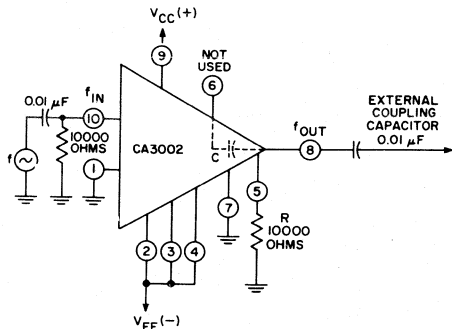 VCC(+)
9
NOT
USED
6
fIN
0.01 μF
10
10000
OHMS
f
1
CA3002
C
fOUT
8
EXTERNAL
COUPLING
CAPACITOR
0.01 μF
5
7
R
10000
OHMS
2
3
4
VEE(-)